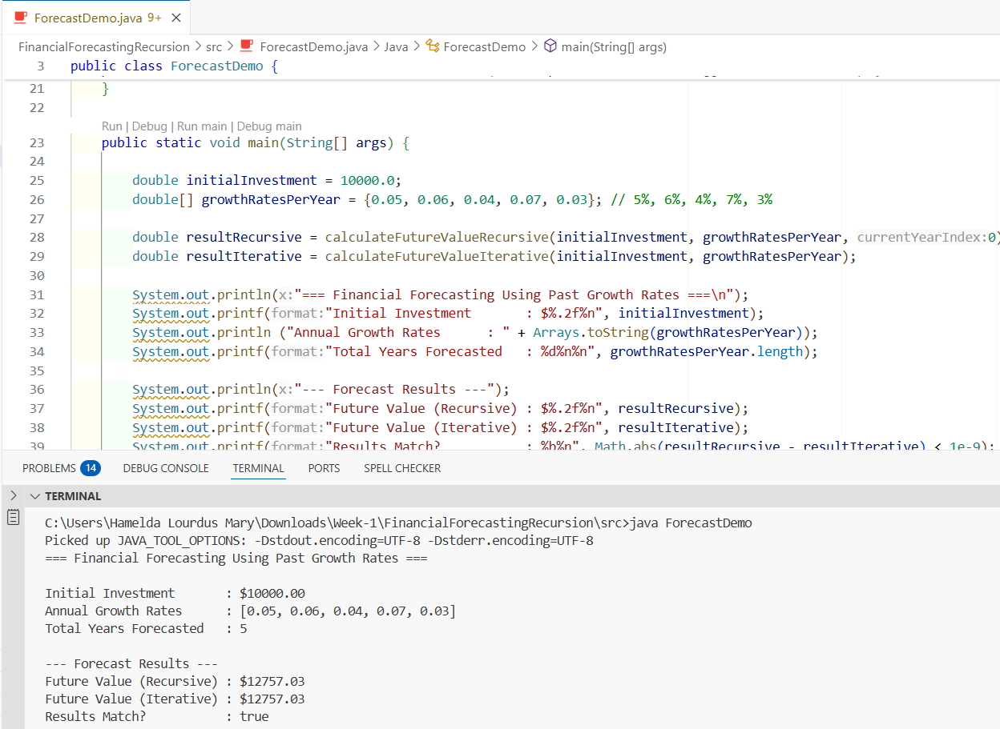 ForecastDemo.java 9+
FinancialForecastingRecursion > src > ForecastDemo.java > Java > ForecastDemo > main(String[] args)
3 public class ForecastDemo {
21 }
22
Run | Debug | Run main | Debug main
23 public static void main(String[] args) {
24
25 double initialInvestment = 10000.0;
26 double[] growthRatesPerYear = {0.05, 0.06, 0.04, 0.07, 0.03}; // 5%, 6%, 4%, 7%, 3%
27
28 double resultRecursive = calculateFutureValueRecursive(initialInvestment, growthRatesPerYear, currentYearIndex:0)
29 double resultIterative = calculateFutureValueIterative(initialInvestment, growthRatesPerYear);
30
31 System.out.println(x:"=== Financial Forecasting Using Past Growth Rates ===\n");
32 System.out.printf(format:"Initial Investment       : $%.2f%n", initialInvestment);
33 System.out.println ("Annual Growth Rates      : " + Arrays.toString(growthRatesPerYear));
34 System.out.printf(format:"Total Years Forecasted   : %d%n%n", growthRatesPerYear.length);
35
36 System.out.println(x:"--- Forecast Results ---");
37 System.out.printf(format:"Future Value (Recursive) : $%.2f%n", resultRecursive);
38 System.out.printf(format:"Future Value (Iterative) : $%.2f%n", resultIterative);
39 System.out.printf(format:"Results Match?           : %b%n", Math.abs(resultRecursive - resultIterative) < 1e-9);
PROBLEMS 14 DEBUG CONSOLE TERMINAL PORTS SPELL CHECKER
TERMINAL
C:\Users\Hamelda Lourdus Mary\Downloads\Week-1\FinancialForecastingRecursion\src>java ForecastDemo
Picked up JAVA_TOOL_OPTIONS: -Dstdout.encoding=UTF-8 -Dstderr.encoding=UTF-8
=== Financial Forecasting Using Past Growth Rates ===
Initial Investment       : $10000.00
Annual Growth Rates      : [0.05, 0.06, 0.04, 0.07, 0.03]
Total Years Forecasted   : 5
--- Forecast Results ---
Future Value (Recursive) : $12757.03
Future Value (Iterative) : $12757.03
Results Match?           : true